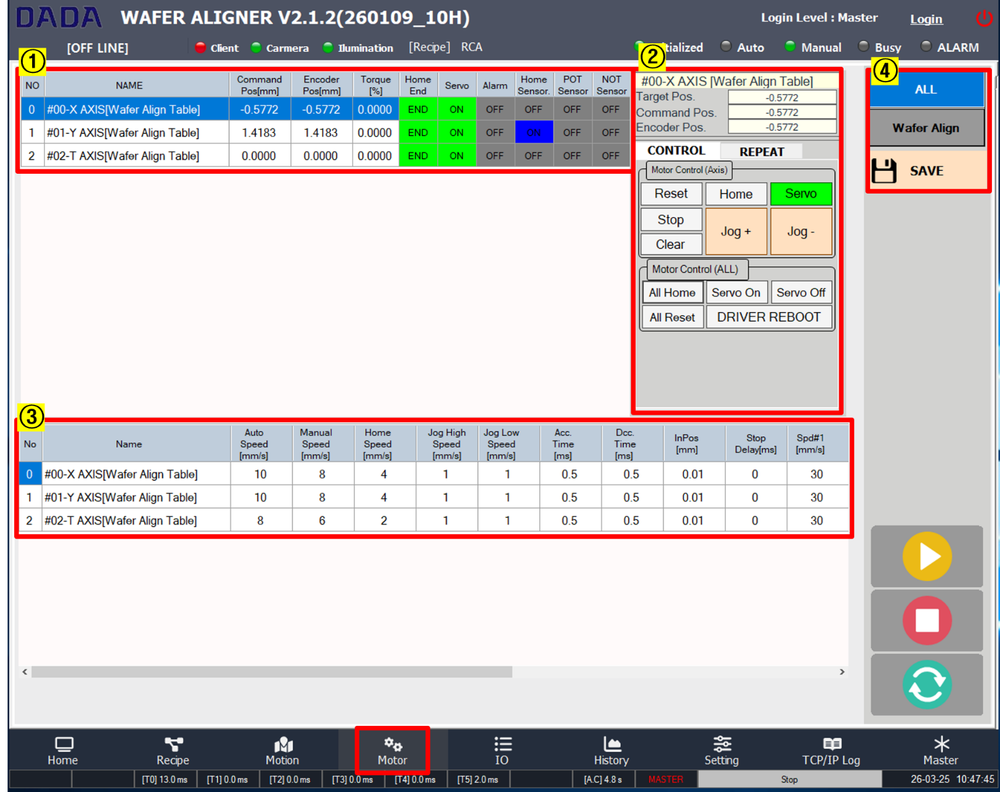 DADA WAFER ALIGNER V2.1.2(260109_10H) Login Level : Master Login
[OFF LINE] Client Carmera Ilumination [Recipe] RCA itialized Auto Manual Busy ALARM
①
NO NAME Command Pos[mm] Encoder Pos[mm] Torque [%] Home End Servo Alarm Home Sensor. POT Sensor NOT Sensor
0 #00-X AXIS[Wafer Align Table] -0.5772 -0.5772 0.0000 END ON OFF OFF OFF OFF
1 #01-Y AXIS[Wafer Align Table] 1.4183 1.4183 0.0000 END ON OFF ON OFF OFF
2 #02-T AXIS[Wafer Align Table] 0.0000 0.0000 0.0000 END ON OFF OFF OFF OFF
②
#00-X AXIS [Wafer Align Table]
Target Pos. -0.5772
Command Pos. -0.5772
Encoder Pos. -0.5772
CONTROL REPEAT
Motor Control (Axis)
Reset Home Servo
Stop Jog + Jog -
Clear
Motor Control (ALL)
All Home Servo On Servo Off
All Reset DRIVER REBOOT
④
ALL
Wafer Align
SAVE
③
No Name Auto Speed [mm/s] Manual Speed [mm/s] Home Speed [mm/s] Jog High Speed [mm/s] Jog Low Speed [mm/s] Acc. Time [ms] Dcc. Time [ms] InPos [mm] Stop Delay[ms] Spd#1 [mm/s]
0 #00-X AXIS[Wafer Align Table] 10 8 4 1 1 0.5 0.5 0.01 0 30
1 #01-Y AXIS[Wafer Align Table] 10 8 4 1 1 0.5 0.5 0.01 0 30
2 #02-T AXIS[Wafer Align Table] 8 6 2 1 1 0.5 0.5 0.01 0 30
Home Recipe Motion Motor IO History Setting TCP/IP Log Master
[T0] 13.0 ms [T1] 0.0 ms [T2] 0.0 ms [T3] 0.0 ms [T4] 0.0 ms [T5] 2.0 ms [A.C] 4.8 s MASTER Stop 26-03-25 10:47:45